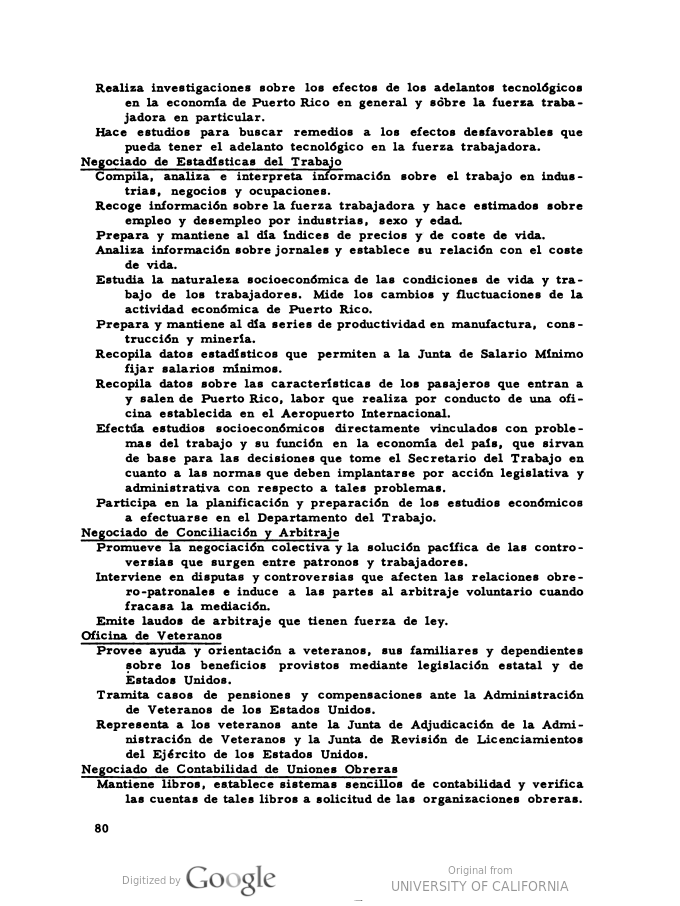 Realiza investigaciones sobre los efectos de los adelantos tecnológicos
en la economía de Puerto Rico en general y sobre la fuerza traba-
jadora en particular.
Hace estudios para buscar remedios a los efectos desfavorables que
pueda tener el adelanto tecnológico en la fuerza trabajadora.
Negociado de Estadísticas del Trabajo
Compila, analiza e interpreta información sobre el trabajo en indus-
trias, negocios y ocupaciones.
Recoge información sobre la fuerza trabajadora y hace estimados sobre
empleo y desempleo por industrias, sexo y edad.
Prepara y mantiene al día índices de precios y de coste de vida.
Analiza información sobre jornales y establece su relación con el coste
de vida.
Estudia la naturaleza socioeconómica de las condiciones de vida y tra-
bajo de los trabajadores. Mide los cambios y fluctuaciones de la
actividad económica de Puerto Rico.
Prepara y mantiene al día series de productividad en manufactura, cons-
trucción y minería.
Recopila datos estadísticos que permiten a la Junta de Salario Mínimo
fijar salarios mínimos.
Recopila datos sobre las características de los pasajeros que entran a
y salen de Puerto Rico, labor que realiza por conducto de una ofi-
cina establecida en el Aeropuerto Internacional.
Efectúa estudios socioeconómicos directamente vinculados con proble-
mas del trabajo y su función en la economía del país, que sirvan
de base para las decisiones que tome el Secretario del Trabajo en
cuanto a las normas que deben implantarse por acción legislativa y
administrativa con respecto a tales problemas.
Participa en la planificación y preparación de los estudios económicos
a efectuarse en el Departamento del Trabajo.
Negociado de Conciliación y Arbitraje
Promueve la negociación colectiva y la solución pacífica de las contro-
versias que surgen entre patronos y trabajadores.
Interviene en disputas y controversias que afecten las relaciones obre-
ro-patronales e induce a las partes al arbitraje voluntario cuando
fracasa la mediación.
Emite laudos de arbitraje que tienen fuerza de ley.
Oficina de Veteranos
Provee ayuda y orientación a veteranos, sus familiares y dependientes
sobre los beneficios provistos mediante legislación estatal y de
Estados Unidos.
Tramita casos de pensiones y compensaciones ante la Administración
de Veteranos de los Estados Unidos.
Representa a los veteranos ante la Junta de Adjudicación de la Admi-
nistración de Veteranos y la Junta de Revisión de Licenciamientos
del Ejército de los Estados Unidos.
Negociado de Contabilidad de Uniones Obreras
Mantiene libros, establece sistemas sencillos de contabilidad y verifica
las cuentas de tales libros a solicitud de las organizaciones obreras.
80
Digitized by Google
Original from
UNIVERSITY OF CALIFORNIA